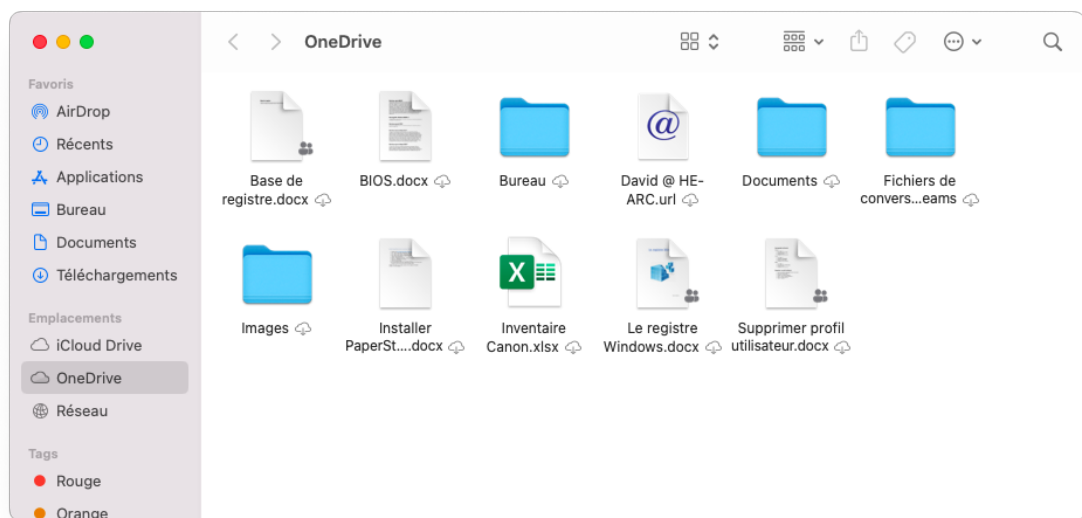 OneDrive
Favoris
AirDrop
Récents
Applications
Bureau
Documents
Téléchargements
Emplacements
iCloud Drive
OneDrive
Réseau
Tags
Rouge
Orange
Base de
registre.docx
BIOS.docx
Bureau
David @ HE-
ARC.url
Documents
Fichiers de
convers...eams
Images
Installer
PaperSt....docx
Inventaire
Canon.xlsx
Le registre
Windows.docx
Supprimer profil
utilisateur.docx